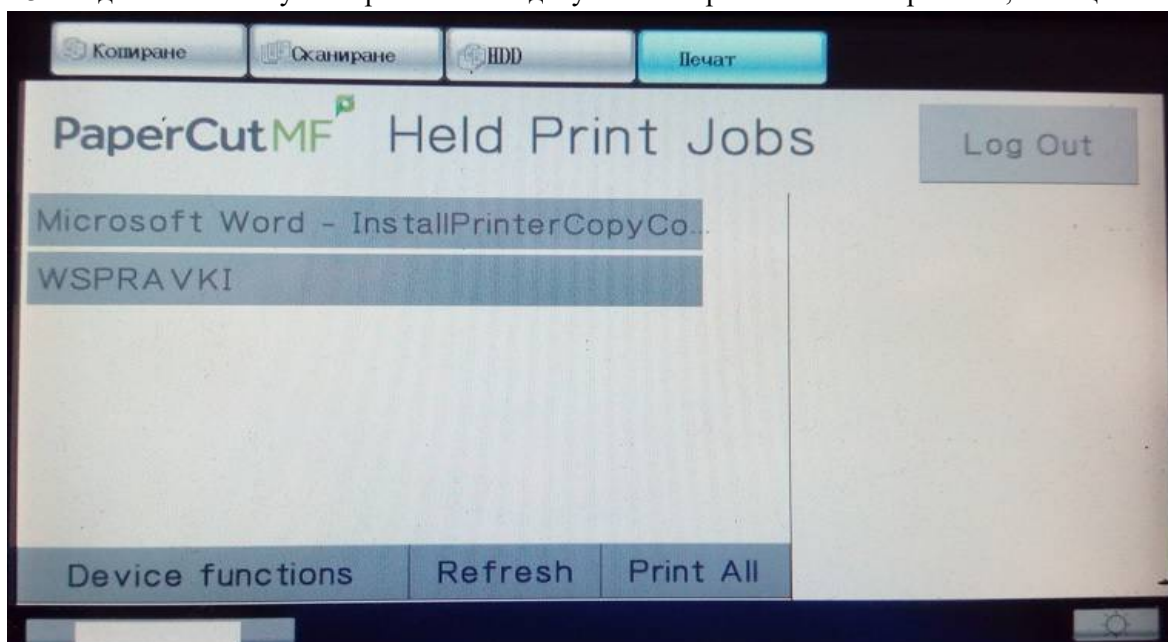 Копиране Сканиране HDD Печат
PaperCutMF Held Print Jobs Log Out
Microsoft Word - InstallPrinterCopyCo...
WSPRAVKI
Device functions Refresh Print All